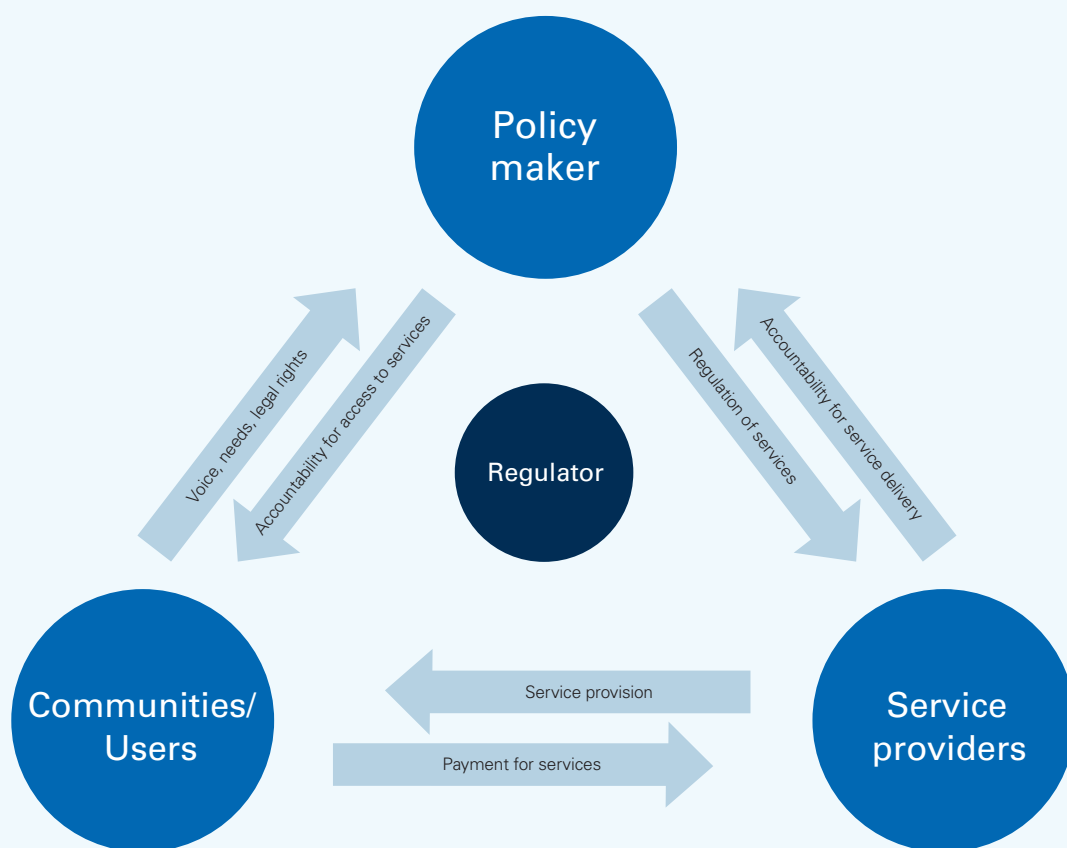 Policy
maker
Voice, needs, legal rights
Accountability for access to services
Regulation of services
Accountability for service delivery
Regulator
Communities/
Users
Service provision
Payment for services
Service
providers